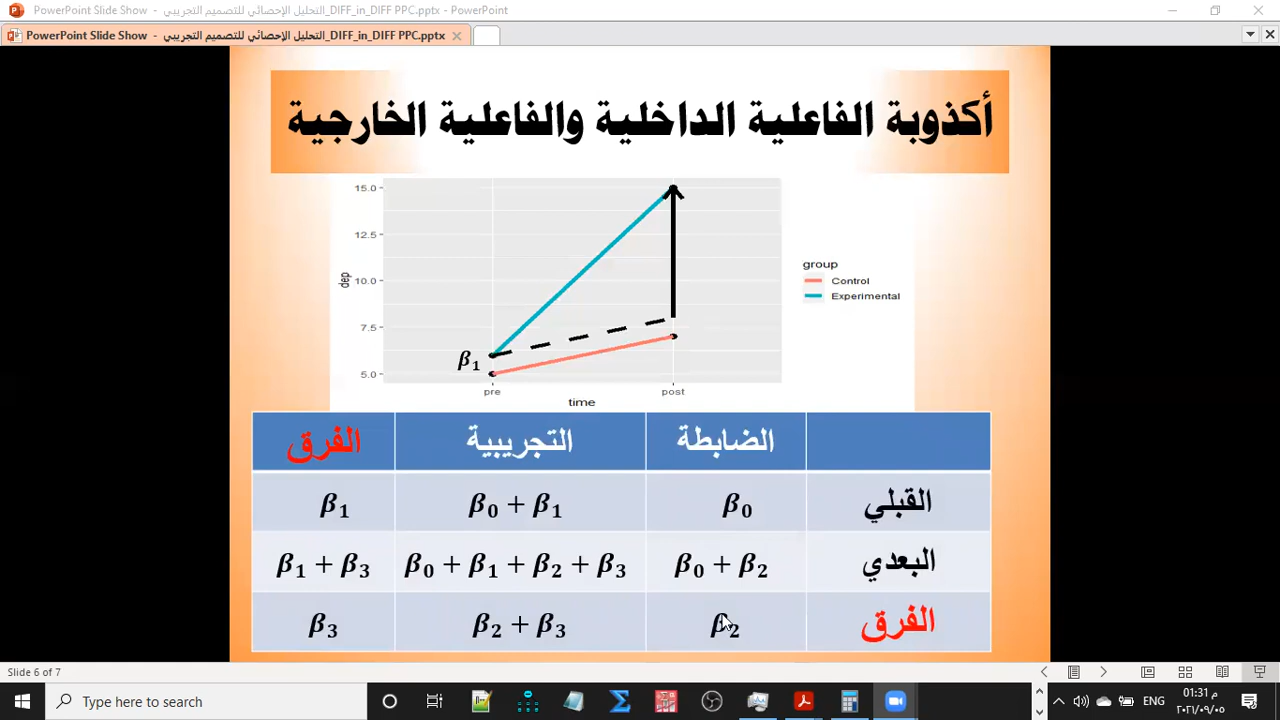 التحليل الإحصائي للتصميم التجريبي_DIFF_in_DIFF PPC.pptx - PowerPoint
PowerPoint Slide Show - التحليل الإحصائي للتصميم التجريبي_DIFF_in_DIFF PPC.pptx
أكذوبة الفاعلية الداخلية والفاعلية الخارجية
15.0
12.5
10.0
7.5
5.0
dep
β1
pre post
time
group
Control
Experimental
الضابطة التجريبية الفرق
القبلي β0 β0 + β1 β1
البعدي β0 + β2 β0 + β1 + β2 + β3 β1 + β3
الفرق β2 β2 + β3 β3
Slide 6 of 7
Type here to search
ENG
01:31 م
٢٠٢١/٠٩/٠٥